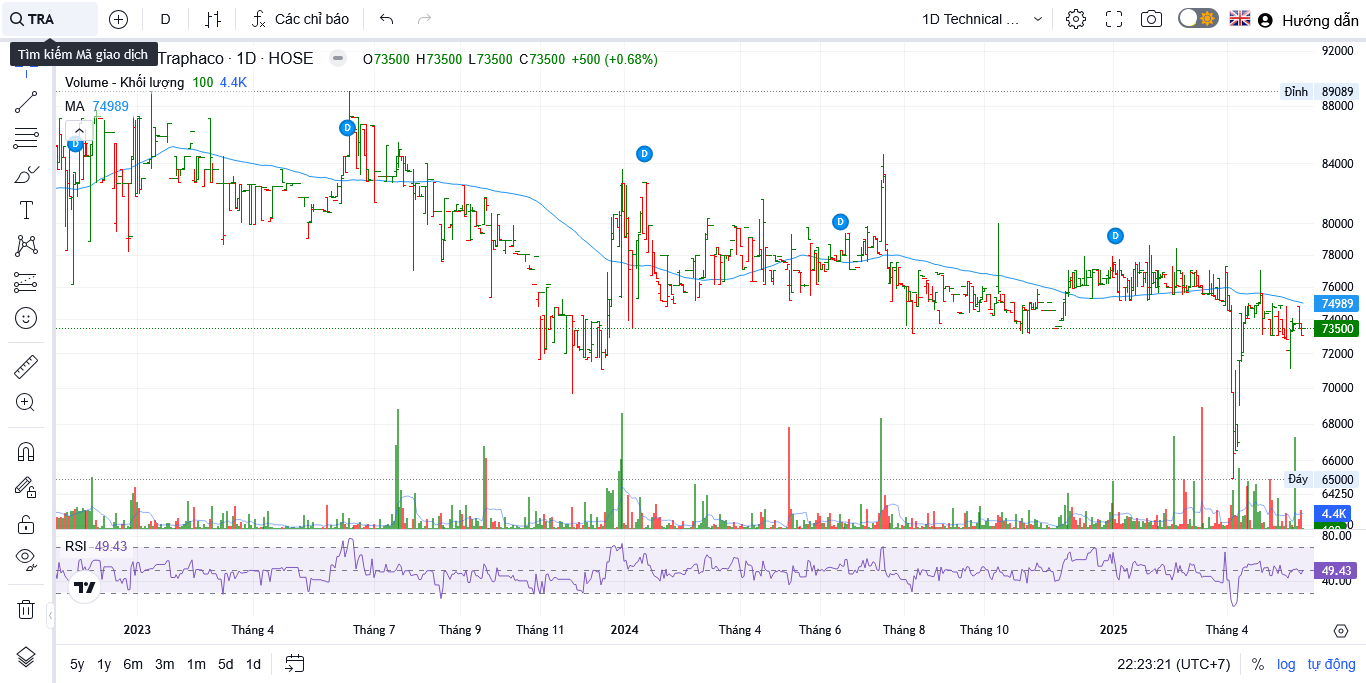 TRA
D
Các chỉ báo
1D Technical ...
Hướng dẫn
Tìm kiếm Mã giao dịch
Traphaco · 1D · HOSE
O73500 H73500 L73500 C73500 +500 (+0.68%)
Volume - Khối lượng 100 4.4K
MA 74989
D
D
D
D
D
92000
Đỉnh 89089
88000
84000
80000
78000
76000
74989
74000
73500
72000
70000
68000
66000
Đáy 65000
64250
4.4K
RSI 49.43
80.00
49.43
40.00
2023 Tháng 4 Tháng 7 Tháng 9 Tháng 11 2024 Tháng 4 Tháng 6 Tháng 8 Tháng 10 2025 Tháng 4
5y 1y 6m 3m 1m 5d 1d
22:23:21 (UTC+7) % log tự động